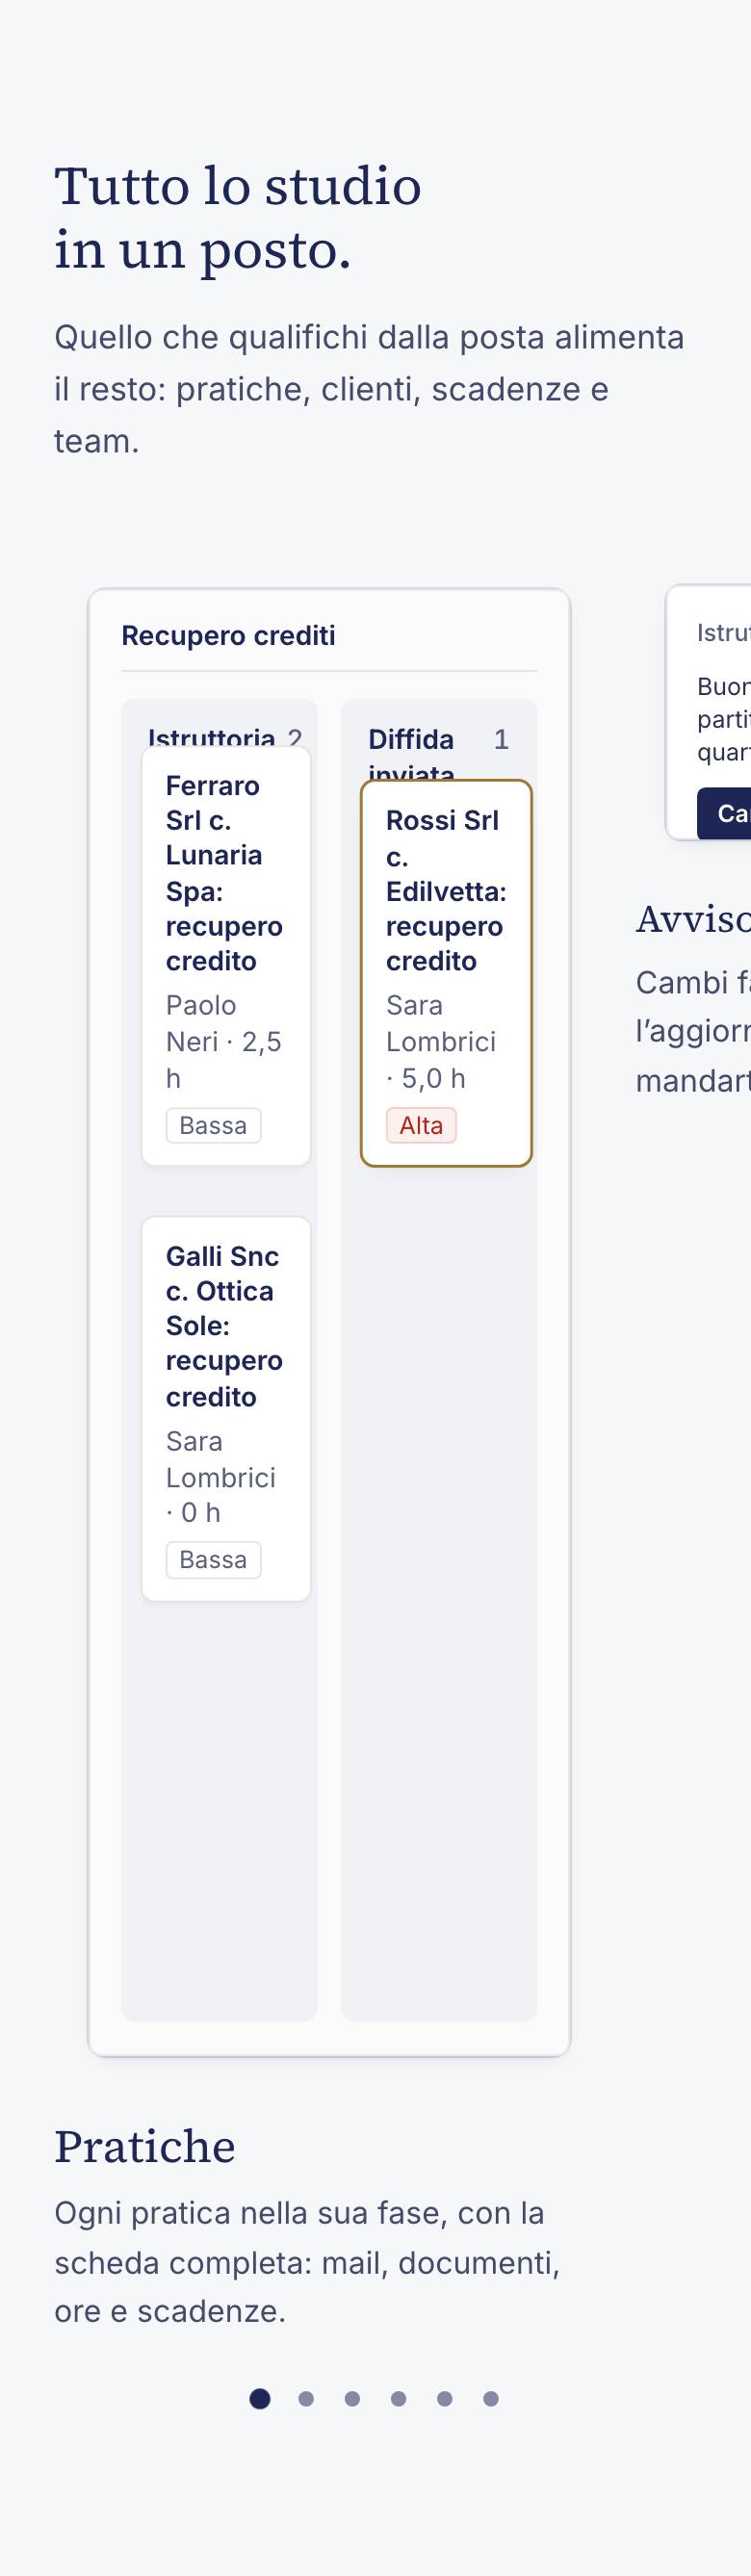 Tutto lo studio
in un posto.
Quello che qualifichi dalla posta alimenta
il resto: pratiche, clienti, scadenze e
team.
Recupero crediti
Istruttoria 2
Ferraro
Srl c.
Lunaria
Spa:
recupero
credito
Paolo
Neri · 2,5
h
Bassa
Galli Snc
c. Ottica
Sole:
recupero
credito
Sara
Lombrici
· 0 h
Bassa
Diffida 1
inviata
Rossi Srl
c.
Edilvetta:
recupero
credito
Sara
Lombrici
· 5,0 h
Alta
Pratiche
Ogni pratica nella sua fase, con la
scheda completa: mail, documenti,
ore e scadenze.
Cambi